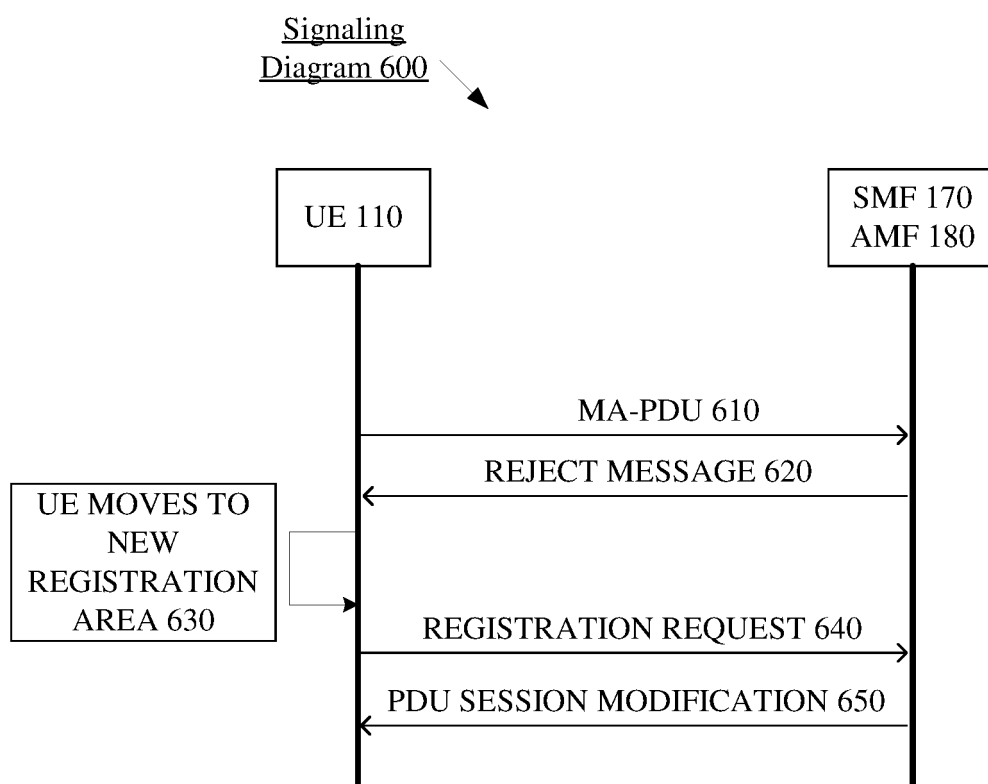 Signaling
Diagram 600
UE 110
SMF 170
AMF 180
MA-PDU 610
REJECT MESSAGE 620
UE MOVES TO
NEW
REGISTRATION
AREA 630
REGISTRATION REQUEST 640
PDU SESSION MODIFICATION 650